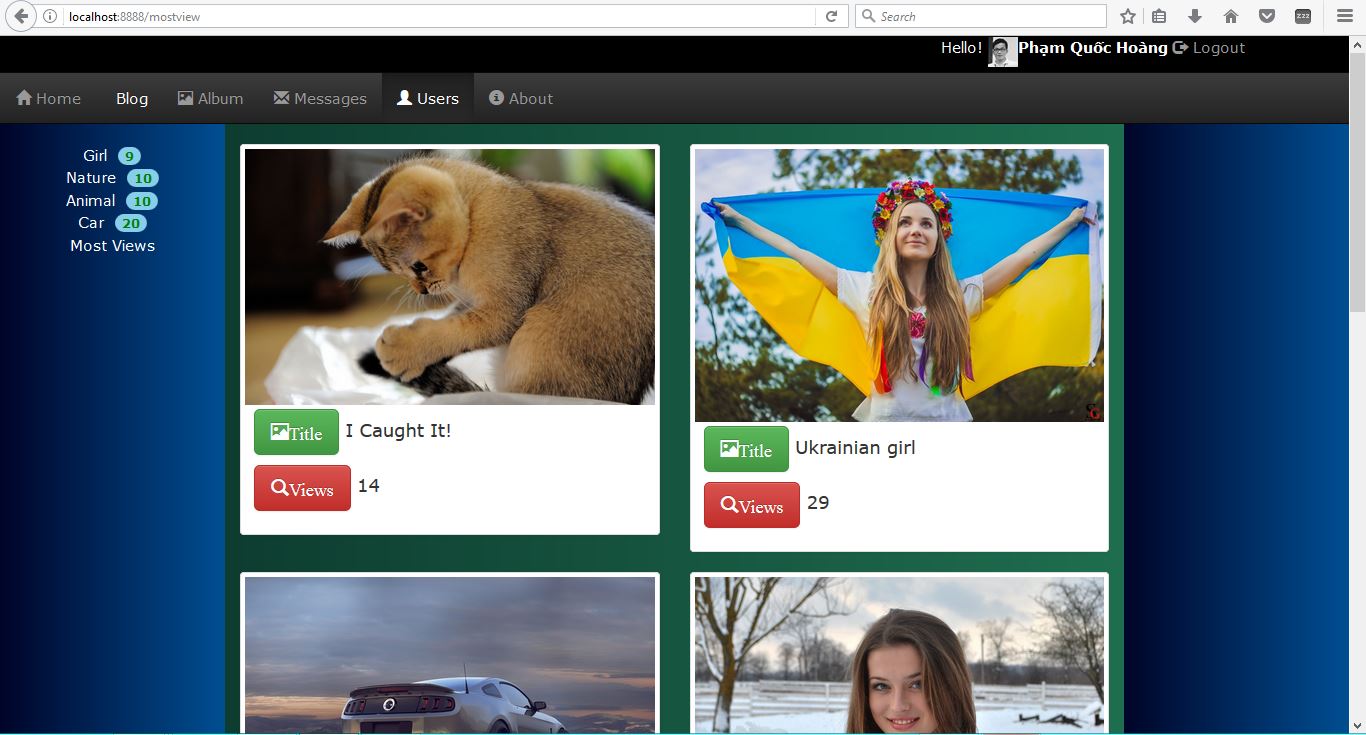 localhost:8888/mostview
Search
Hello! Phạm Quốc Hoàng Logout
Home Blog Album Messages Users About
Girl 9
Nature 10
Animal 10
Car 20
Most Views
Title I Caught It!
Views 14
Title Ukrainian girl
Views 29